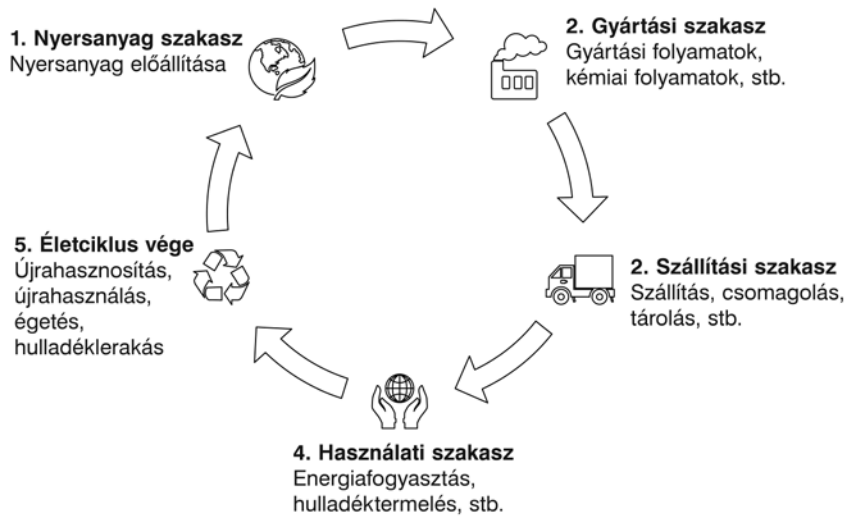 1. Nyersanyag szakasz
Nyersanyag előállítása
2. Gyártási szakasz
Gyártási folyamatok,
kémiai folyamatok, stb.
2. Szállítási szakasz
Szállítás, csomagolás,
tárolás, stb.
4. Használati szakasz
Energiafogyasztás,
hulladéktermelés, stb.
5. Életciklus vége
Újrahasznosítás,
újrahasználás,
égetés,
hulladéklerakás